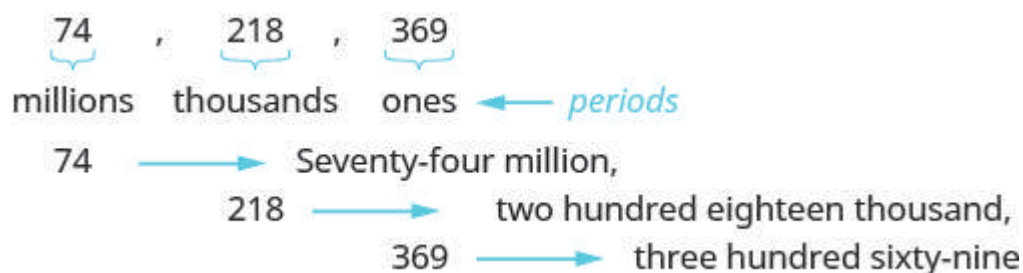 74 , 218 , 369
millions thousands ones periods
74 Seventy-four million,
218 two hundred eighteen thousand,
369 three hundred sixty-nine